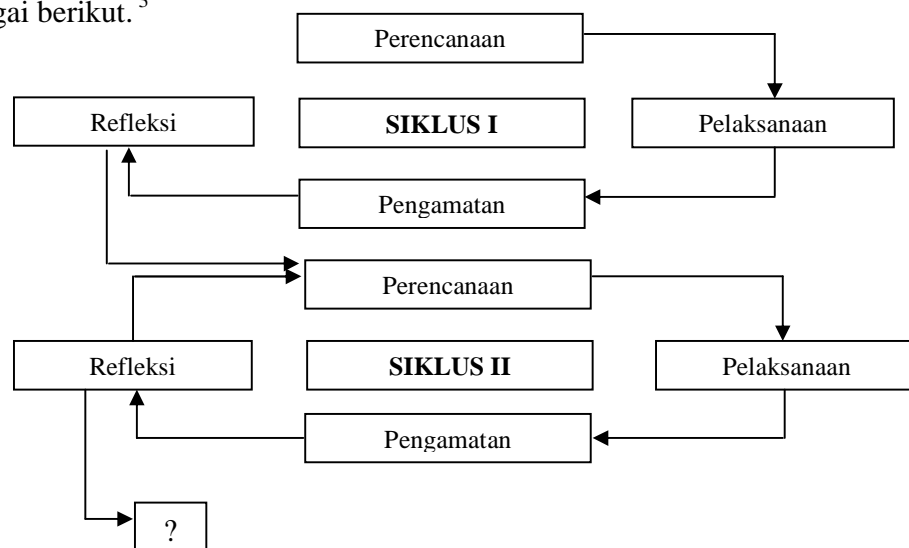 gai berikut. 3
Perencanaan
Refleksi
SIKLUS I
Pelaksanaan
Pengamatan
Perencanaan
Refleksi
SIKLUS II
Pelaksanaan
Pengamatan
?